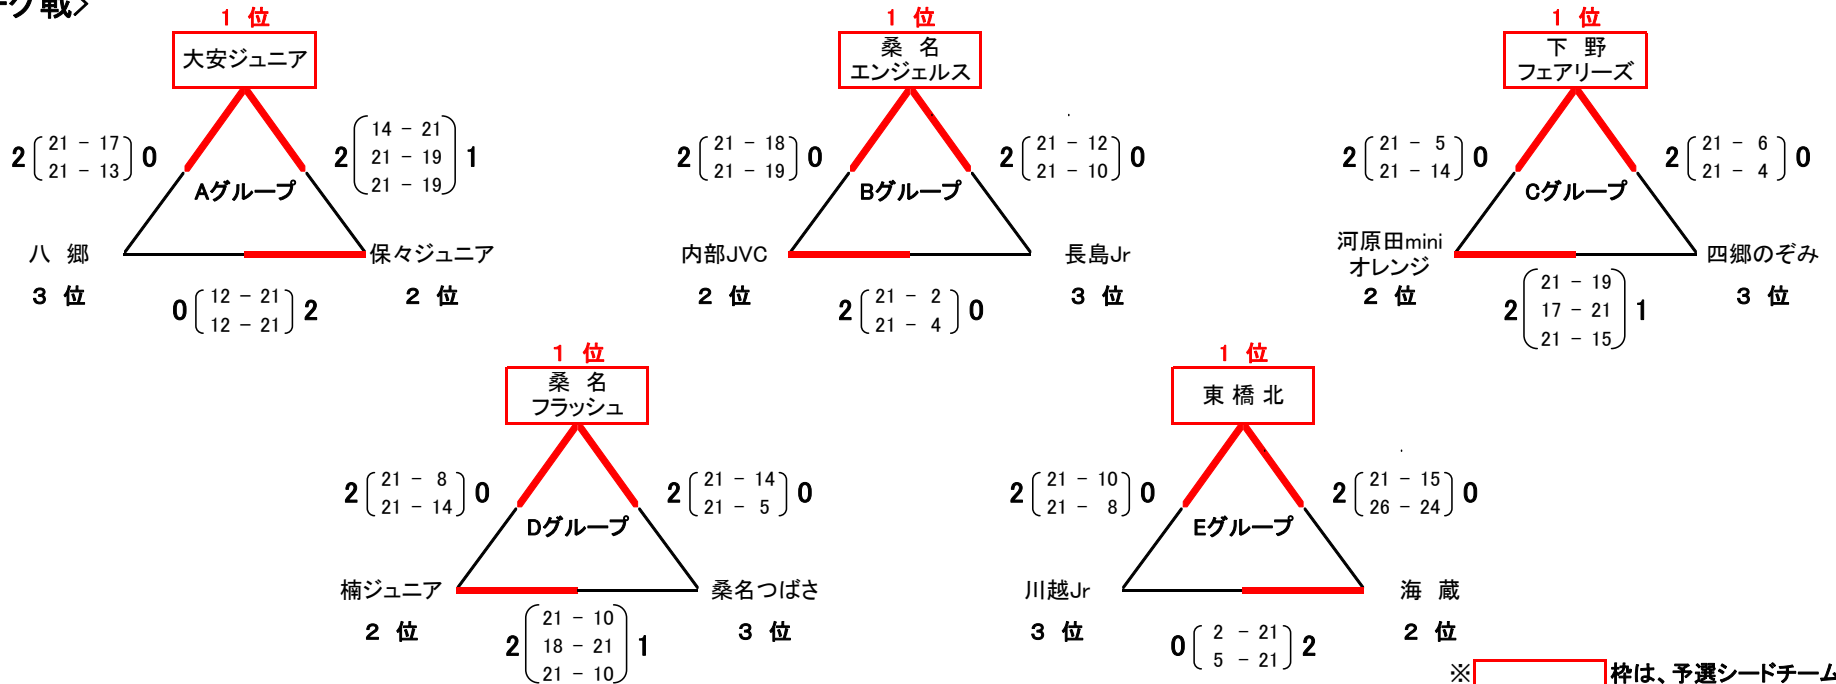 ーグ戦>
1 位
大安ジュニア
2 21 - 17 0
21 - 13
2 14 - 21 1
21 - 19
21 - 19
Aグループ
八 郷
保々ジュニア
3 位
2 位
0 12 - 21 2
12 - 21
1 位
桑 名
エンジェルス
2 21 - 18 0
21 - 19
2 21 - 12 0
21 - 10
Bグループ
内部JVC
長島Jr
2 位
3 位
2 21 - 2 0
21 - 4
1 位
下 野
フェアリーズ
2 21 - 5 0
21 - 14
2 21 - 6 0
21 - 4
Cグループ
河原田mini
オレンジ
四郷のぞみ
2 位
3 位
2 21 - 19 1
17 - 21
21 - 15
1 位
桑 名
フラッシュ
2 21 - 8 0
21 - 14
2 21 - 14 0
21 - 5
Dグループ
楠ジュニア
桑名つばさ
2 位
3 位
2 21 - 10 1
18 - 21
21 - 10
1 位
東 橋 北
2 21 - 10 0
21 - 8
2 21 - 15 0
26 - 24
Eグループ
川越Jr
海 蔵
3 位
2 位
0 2 - 21 2
5 - 21
※ 枠は、予選シードチーム